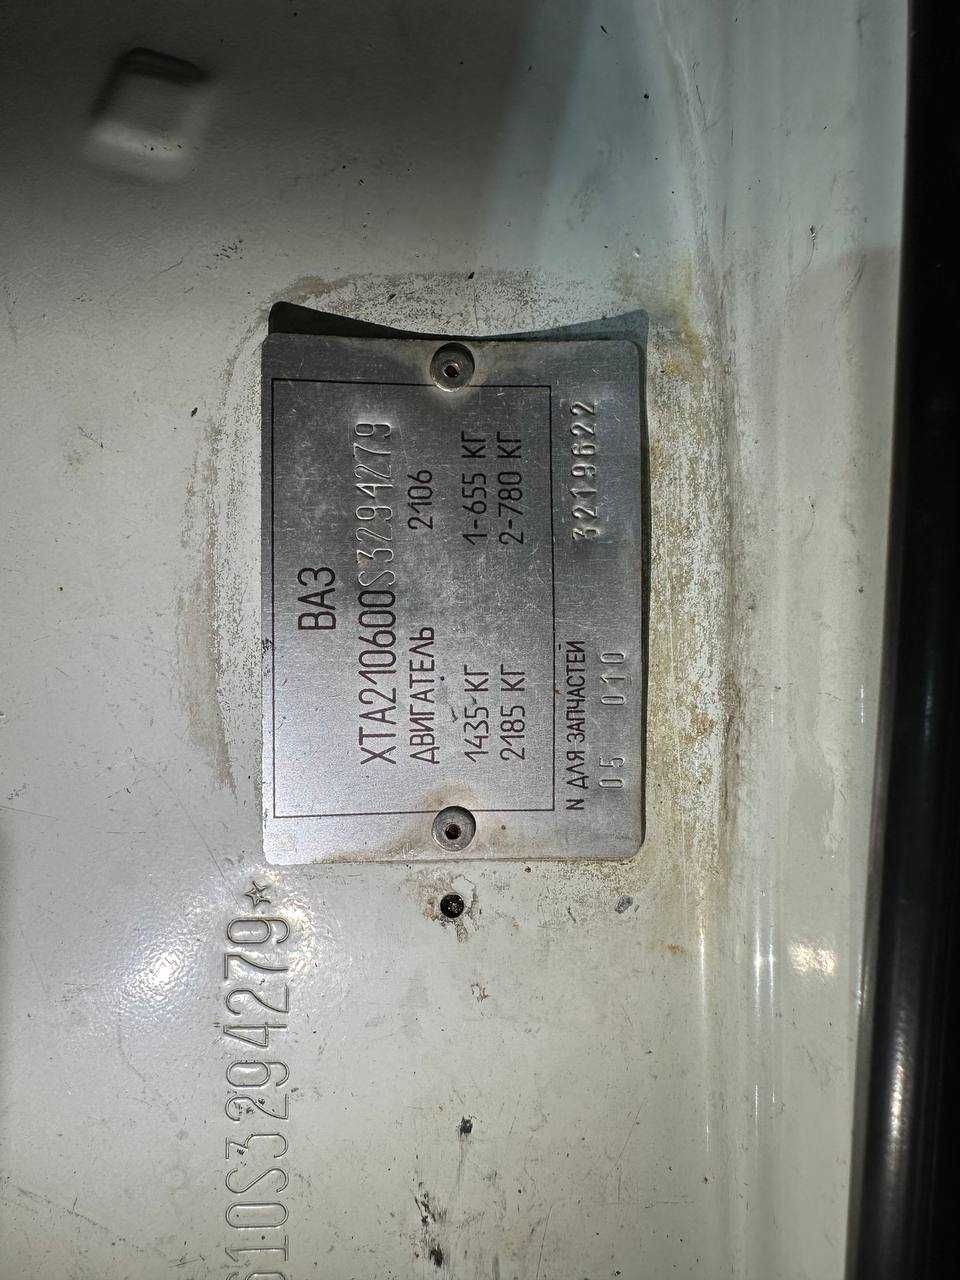 ВАЗ
XTA210600S3294279
ДВИГАТЕЛЬ 2106
1435 КГ 1-655 КГ
2185 КГ 2-780 КГ
N ДЛЯ ЗАПЧАСТЕЙ 3219622
05 010
610S3294279☆